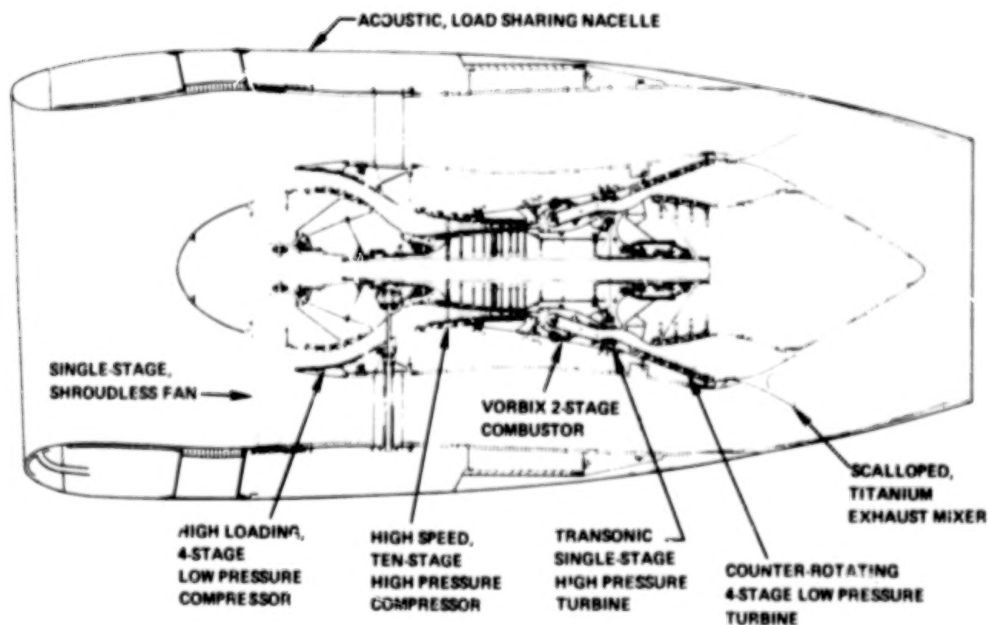 ACOUSTIC, LOAD SHARING NACELLE
SINGLE-STAGE,
SHROUDLESS FAN
VORBIX 2-STAGE
COMBUSTOR
SCALLOPED,
TITANIUM
EXHAUST MIXER
HIGH LOADING,
4-STAGE
LOW PRESSURE
COMPRESSOR
HIGH SPEED,
TEN-STAGE
HIGH PRESSURE
COMPRESSOR
TRANSONIC
SINGLE-STAGE
HIGH PRESSURE
TURBINE
COUNTER-ROTATING
4-STAGE LOW PRESSURE
TURBINE